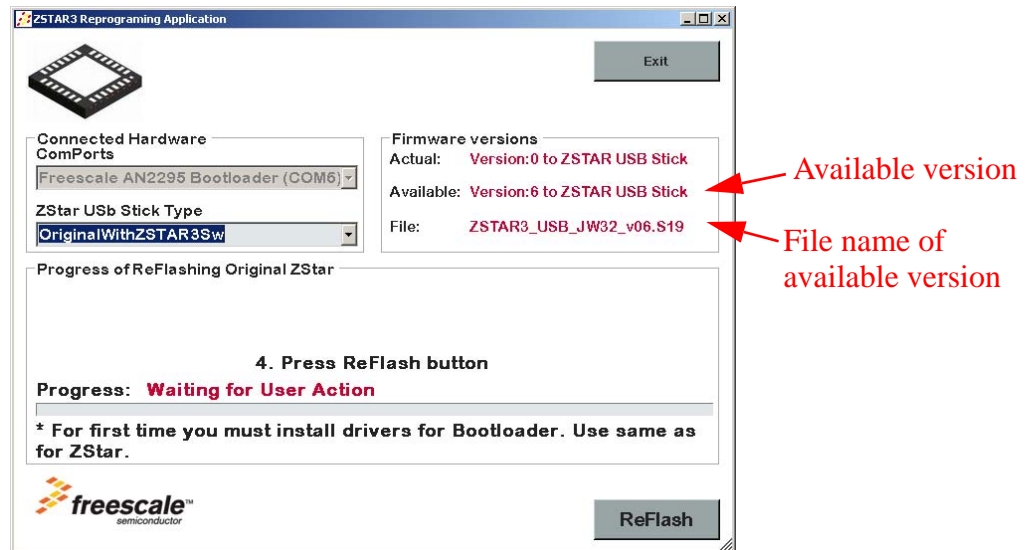 ZSTAR3 Reprograming Application
Exit
Connected Hardware
ComPorts
Freescale AN2295 Bootloader (COM6)
ZStar USb Stick Type
OriginalWithZSTAR3Sw
Firmware versions
Actual: Version:0 to ZSTAR USB Stick
Available: Version:6 to ZSTAR USB Stick
File: ZSTAR3_USB_JW32_v06.S19
Available version
File name of
available version
Progress of ReFlashing Original ZStar
4. Press ReFlash button
Progress: Waiting for User Action
* For first time you must install drivers for Bootloader. Use same as
for ZStar.
freescale™
semiconductor
ReFlash